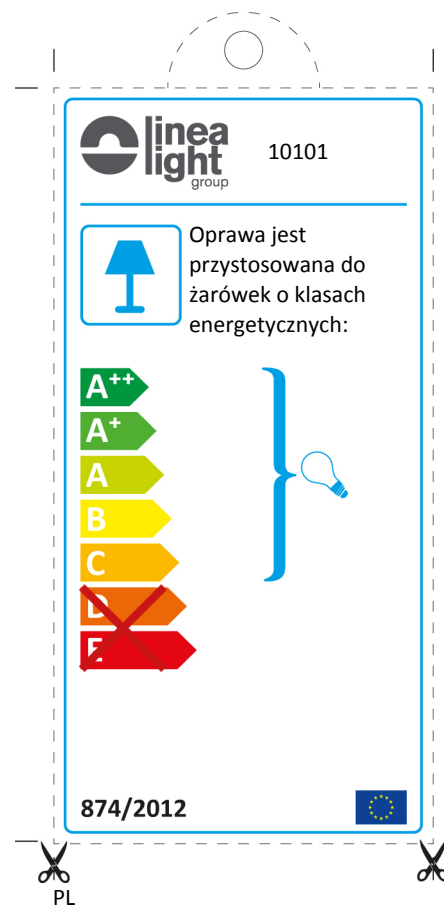 linea
light
group
10101
Oprawa jest
przystosowana do
żarówek o klasach
energetycznych:
A++
A+
A
B
C
D
E
874/2012
PL